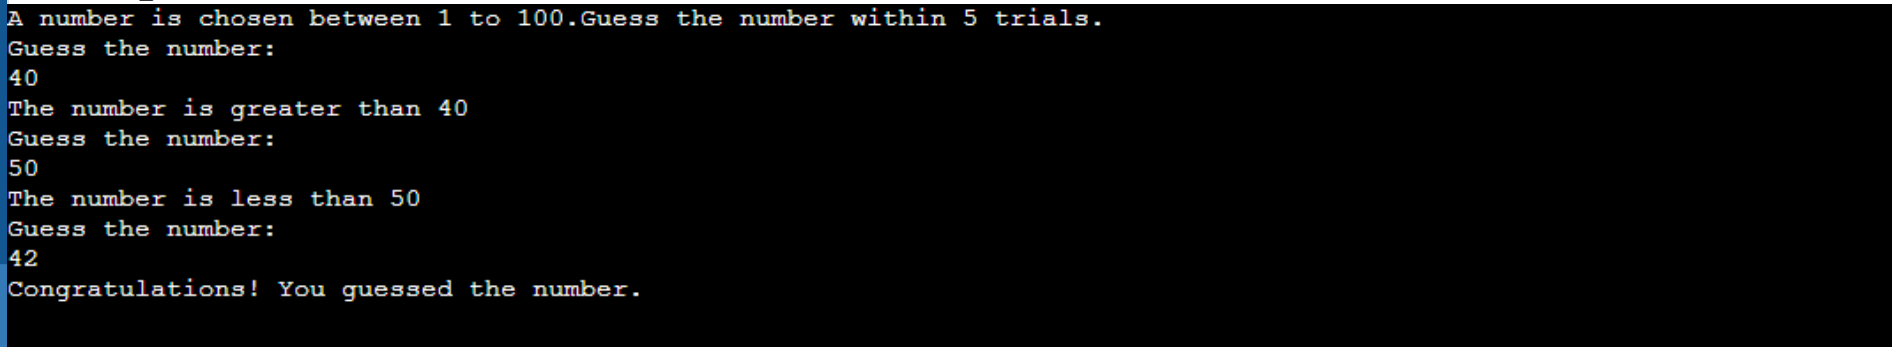 A number is chosen between 1 to 100.Guess the number within 5 trials.
Guess the number:
40
The number is greater than 40
Guess the number:
50
The number is less than 50
Guess the number:
42
Congratulations! You guessed the number.